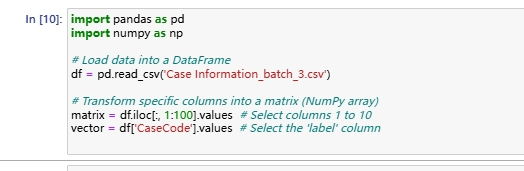 In [10]: import pandas as pd
import numpy as np
# Load data into a DataFrame
df = pd.read_csv('Case Information_batch_3.csv')
# Transform specific columns into a matrix (NumPy array)
matrix = df.iloc[:, 1:100].values  # Select columns 1 to 10
vector = df['CaseCode'].values  # Select the 'label' column